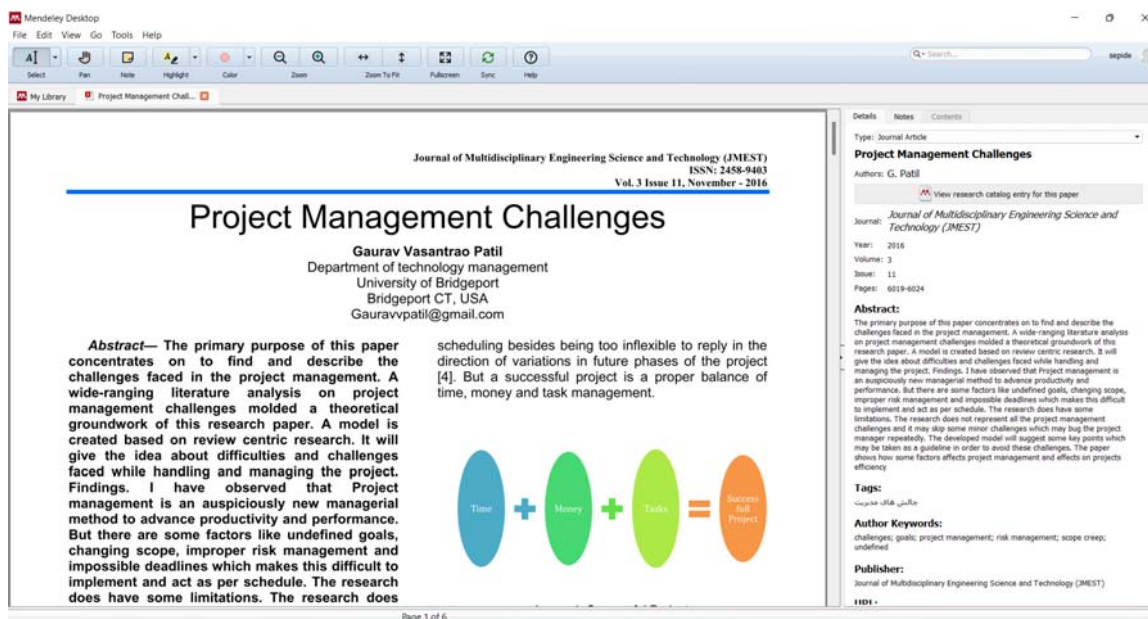 Mendeley Desktop
File Edit View Go Tools Help
Select Pan Note Highlight Color Zoom Zoom To Fit Fullscreen Sync Help
Search...
sepide
My Library
Project Management Chall...
Journal of Multidisciplinary Engineering Science and Technology (JMEST)
ISSN: 2458-9403
Vol. 3 Issue 11, November - 2016
Project Management Challenges
Gaurav Vasantrao Patil
Department of technology management
University of Bridgeport
Bridgeport CT, USA
Gauravvpatil@gmail.com
Abstract— The primary purpose of this paper
concentrates on to find and describe the
challenges faced in the project management. A
wide-ranging literature analysis on project
management challenges molded a theoretical
groundwork of this research paper. A model is
created based on review centric research. It will
give the idea about difficulties and challenges
faced while handling and managing the project.
Findings. I have observed that Project
management is an auspiciously new managerial
method to advance productivity and performance.
But there are some factors like undefined goals,
changing scope, improper risk management and
impossible deadlines which makes this difficult to
implement and act as per schedule. The research
does have some limitations. The research does
scheduling besides being too inflexible to reply in the
direction of variations in future phases of the project
[4]. But a successful project is a proper balance of
time, money and task management.
Time + Money + Tasks = Success
full
Project
Page 1 of 6
Details Notes Contents
Type: Journal Article
Project Management Challenges
Authors: G. Patil
View research catalog entry for this paper
Journal: Journal of Multidisciplinary Engineering Science and
Technology (JMEST)
Year: 2016
Volume: 3
Issue: 11
Pages: 6019-6024
Abstract:
The primary purpose of this paper concentrates on to find and describe the
challenges faced in the project management. A wide-ranging literature analysis
on project management challenges molded a theoretical groundwork of this
research paper. A model is created based on review centric research. It will
give the idea about difficulties and challenges faced while handling and
managing the project. Findings. I have observed that Project management is
an auspiciously new managerial method to advance productivity and
performance. But there are some factors like undefined goals, changing scope,
improper risk management and impossible deadlines which makes this difficult
to implement and act as per schedule. The research does have some
limitations. The research does not represent all the project management
challenges and it may skip some minor challenges which may bug the project
manager repeatedly. The developed model will suggest some key points which
may be taken as a guideline in order to avoid these challenges. The paper
shows how some factors affects project management and effects on projects
efficiency
Tags:
چالش های مدیریت
Author Keywords:
challenges; goals; project management; risk management; scope creep;
undefined
Publisher:
Journal of Multidisciplinary Engineering Science and Technology (JMEST)